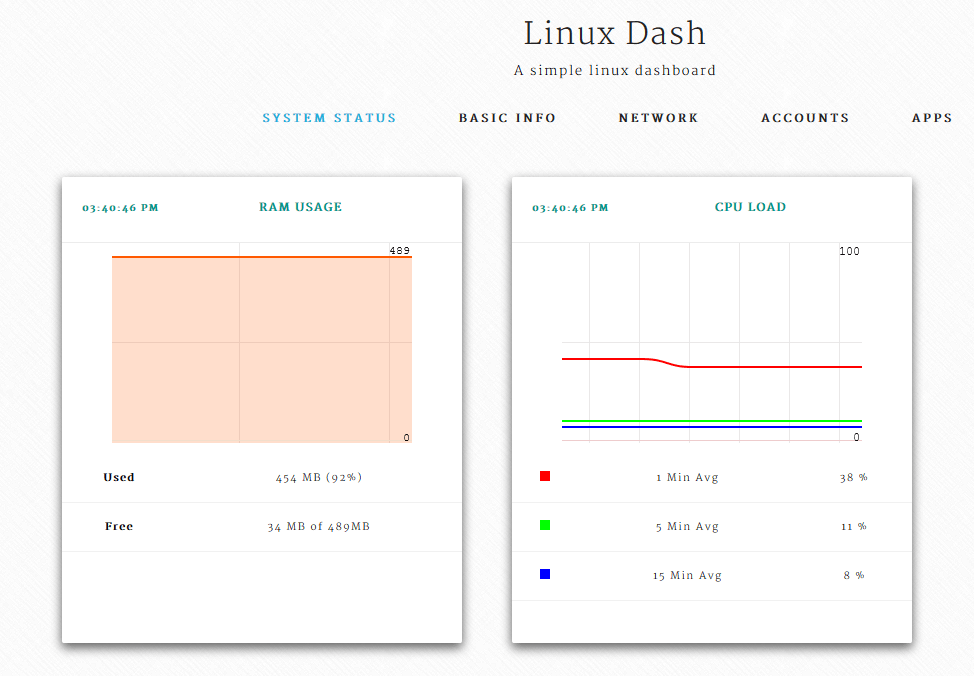 Linux Dash
A simple linux dashboard
SYSTEM STATUS BASIC INFO NETWORK ACCOUNTS APPS
03:40:46 PM RAM USAGE
489
0
Used 454 MB (92%)
Free 34 MB of 489MB
03:40:46 PM CPU LOAD
100
0
1 Min Avg 38 %
5 Min Avg 11 %
15 Min Avg 8 %